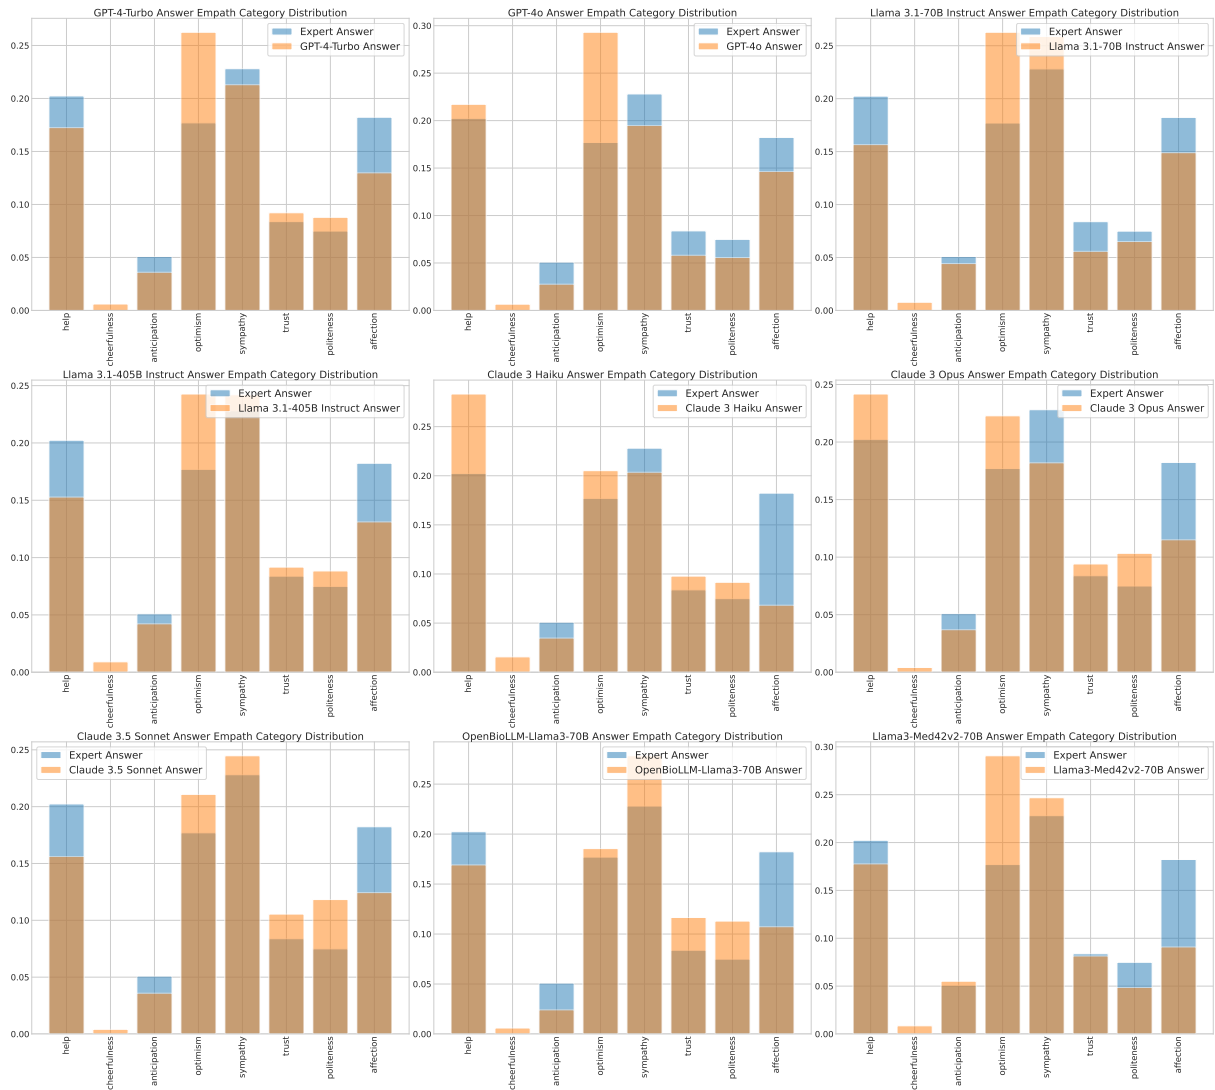 GPT-4-Turbo Answer Empath Category Distribution
Expert Answer
GPT-4-Turbo Answer
0.25
0.20
0.15
0.10
0.05
0.00
help
cheerfulness
anticipation
optimism
sympathy
trust
politeness
affection
GPT-4o Answer Empath Category Distribution
Expert Answer
GPT-4o Answer
0.30
0.25
0.20
0.15
0.10
0.05
0.00
help
cheerfulness
anticipation
optimism
sympathy
trust
politeness
affection
Llama 3.1-70B Instruct Answer Empath Category Distribution
Expert Answer
Llama 3.1-70B Instruct Answer
0.25
0.20
0.15
0.10
0.05
0.00
help
cheerfulness
anticipation
optimism
sympathy
trust
politeness
affection
Llama 3.1-405B Instruct Answer Empath Category Distribution
Expert Answer
Llama 3.1-405B Instruct Answer
0.25
0.20
0.15
0.10
0.05
0.00
help
cheerfulness
anticipation
optimism
sympathy
trust
politeness
affection
Claude 3 Haiku Answer Empath Category Distribution
Expert Answer
Claude 3 Haiku Answer
0.25
0.20
0.15
0.10
0.05
0.00
help
cheerfulness
anticipation
optimism
sympathy
trust
politeness
affection
Claude 3 Opus Answer Empath Category Distribution
Expert Answer
Claude 3 Opus Answer
0.25
0.20
0.15
0.10
0.05
0.00
help
cheerfulness
anticipation
optimism
sympathy
trust
politeness
affection
Claude 3.5 Sonnet Answer Empath Category Distribution
Expert Answer
Claude 3.5 Sonnet Answer
0.25
0.20
0.15
0.10
0.05
0.00
help
cheerfulness
anticipation
optimism
sympathy
trust
politeness
affection
OpenBioLLM-Llama3-70B Answer Empath Category Distribution
Expert Answer
OpenBioLLM-Llama3-70B Answer
0.25
0.20
0.15
0.10
0.05
0.00
help
cheerfulness
anticipation
optimism
sympathy
trust
politeness
affection
Llama3-Med42v2-70B Answer Empath Category Distribution
Expert Answer
Llama3-Med42v2-70B Answer
0.30
0.25
0.20
0.15
0.10
0.05
0.00
help
cheerfulness
anticipation
optimism
sympathy
trust
politeness
affection